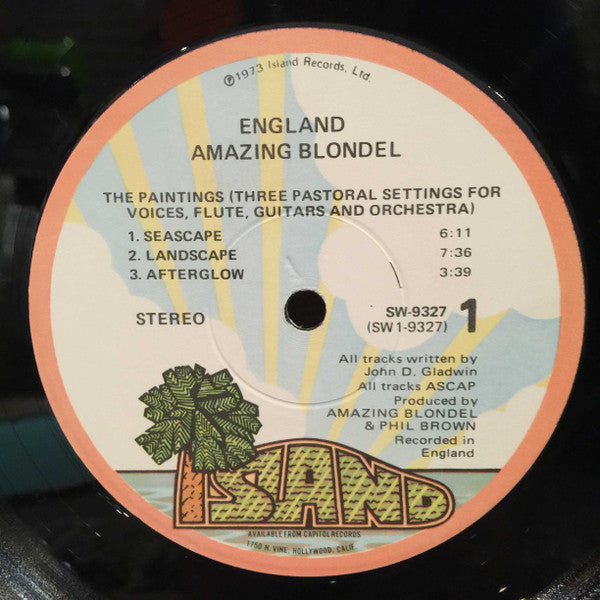 ℗1973 Island Records, Ltd.
ENGLAND
AMAZING BLONDEL
THE PAINTINGS (THREE PASTORAL SETTINGS FOR
VOICES, FLUTE, GUITARS AND ORCHESTRA)
1. SEASCAPE 6:11
2. LANDSCAPE 7:36
3. AFTERGLOW 3:39
STEREO
SW-9327 1
(SW1-9327)
All tracks written by
John D. Gladwin
All tracks ASCAP
Produced by
AMAZING BLONDEL
& PHIL BROWN
Recorded in
England
ISLAND
AVAILABLE FROM CAPITOL RECORDS
1750 N. VINE, HOLLYWOOD, CALIF.